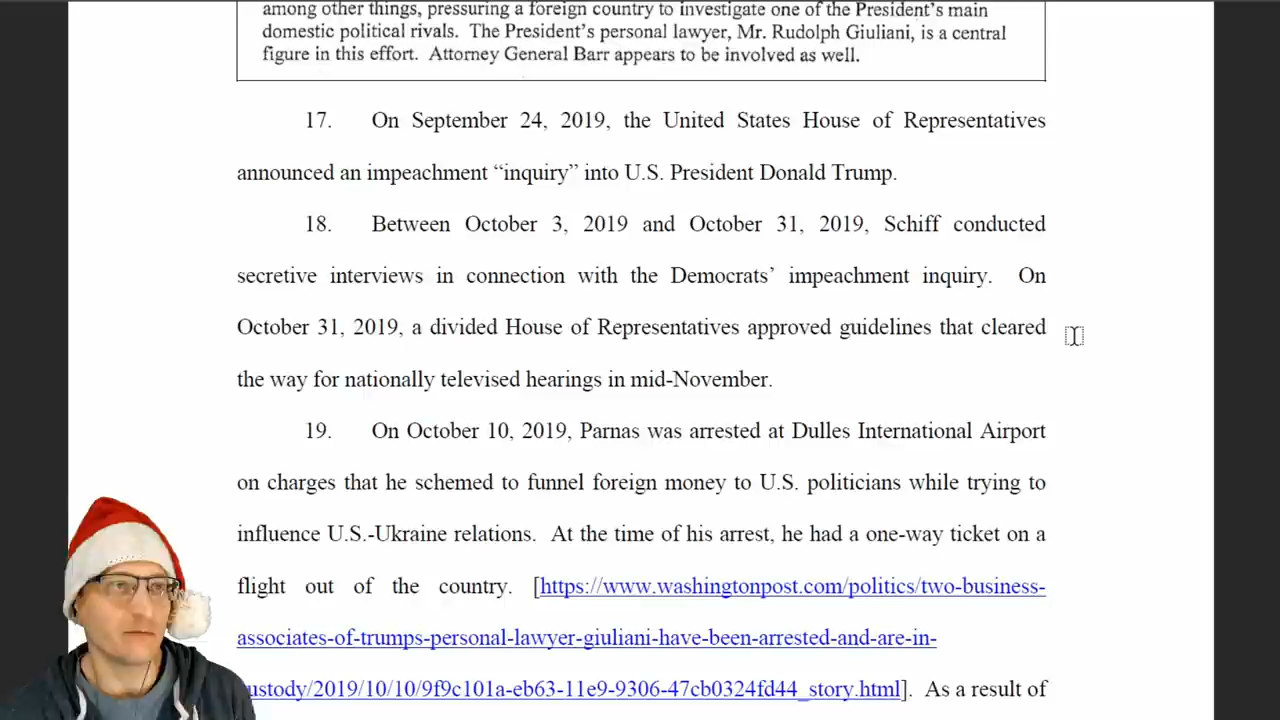 among other things, pressuring a foreign country to investigate one of the President's main
domestic political rivals.  The President's personal lawyer, Mr. Rudolph Giuliani, is a central
figure in this effort.  Attorney General Barr appears to be involved as well.
17. On September 24, 2019, the United States House of Representatives
announced an impeachment “inquiry” into U.S. President Donald Trump.
18. Between October 3, 2019 and October 31, 2019, Schiff conducted
secretive interviews in connection with the Democrats’ impeachment inquiry. On
October 31, 2019, a divided House of Representatives approved guidelines that cleared
the way for nationally televised hearings in mid-November.
19. On October 10, 2019, Parnas was arrested at Dulles International Airport
on charges that he schemed to funnel foreign money to U.S. politicians while trying to
influence U.S.-Ukraine relations. At the time of his arrest, he had a one-way ticket on a
flight out of the country. [https://www.washingtonpost.com/politics/two-business-
associates-of-trumps-personal-lawyer-giuliani-have-been-arrested-and-are-in-
custody/2019/10/10/9f9c101a-eb63-11e9-9306-47cb0324fd44_story.html]. As a result of